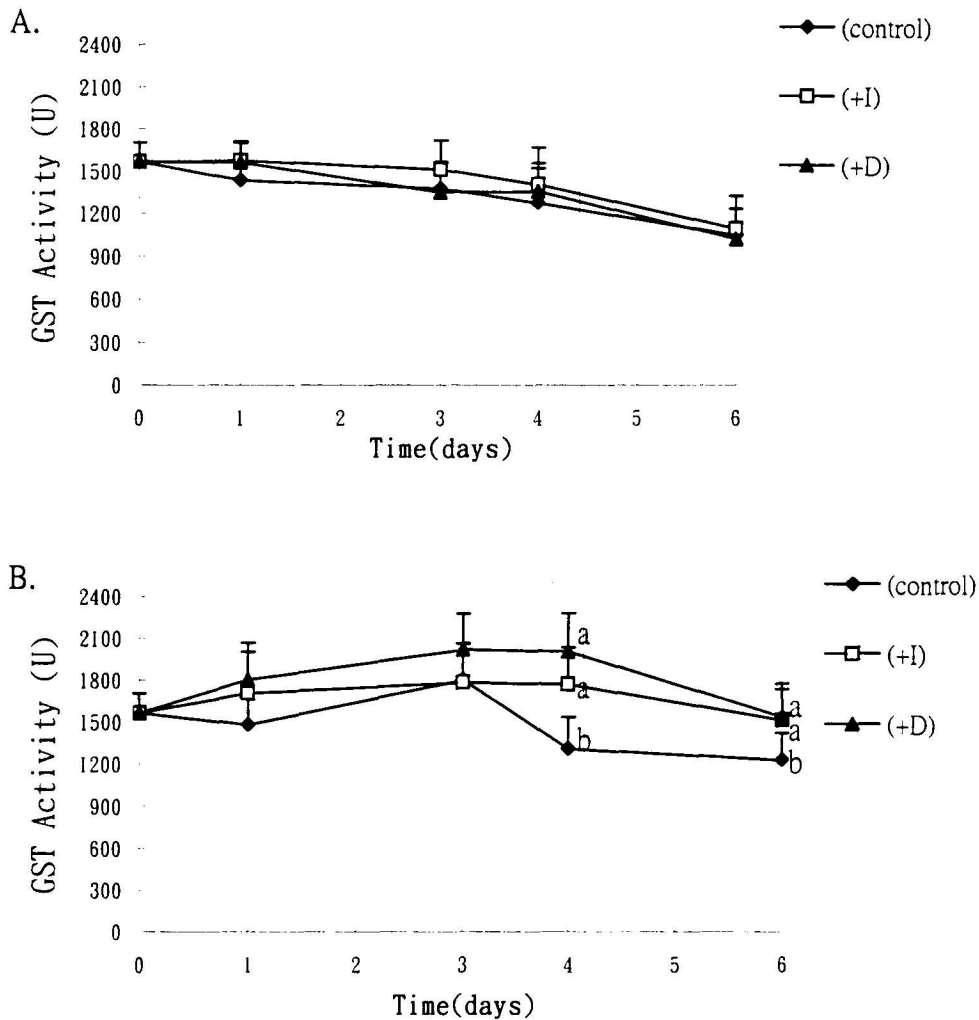 A.
GST Activity (U)
2400
2100
1800
1500
1200
900
600
300
0
0 1 2 3 4 5 6
Time(days)
(control)
(+I)
(+D)
B.
GST Activity (U)
2400
2100
1800
1500
1200
900
600
300
0
a
a
b
a
a
b
0 1 3 4 5 6
Time(days)
(control)
(+I)
(+D)